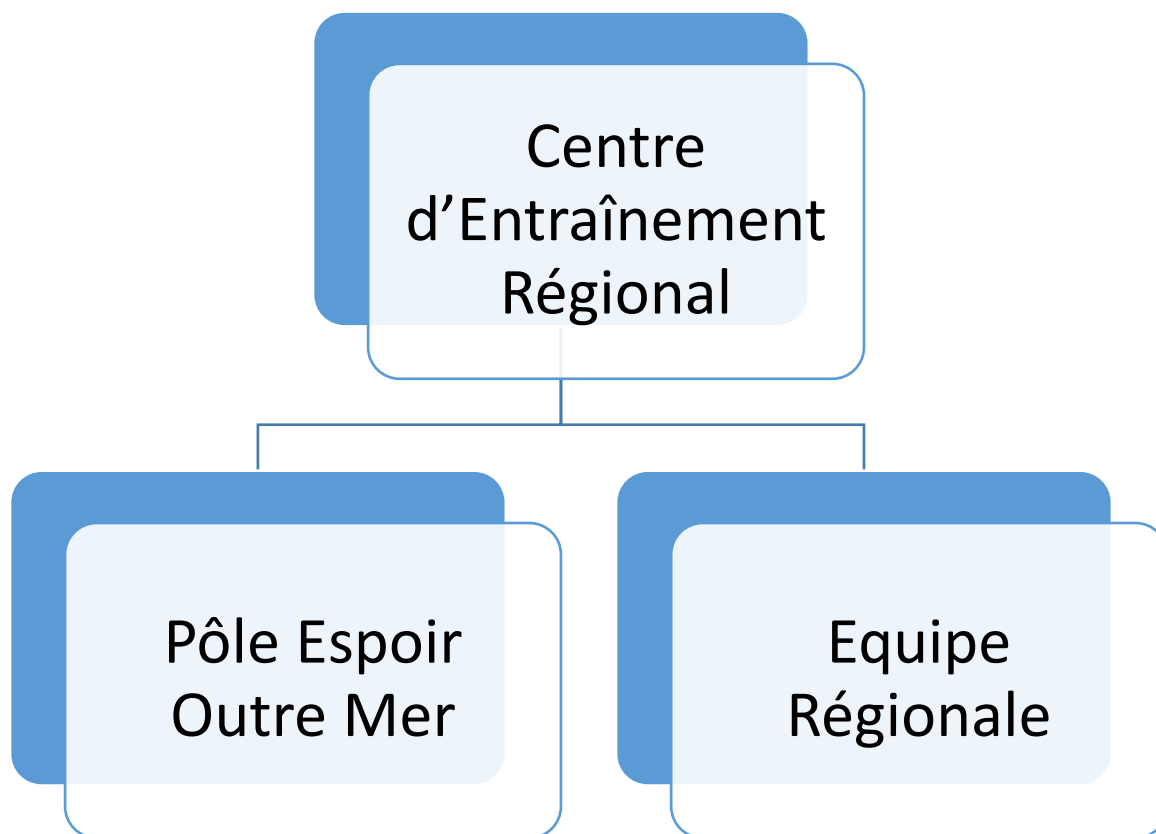 Centre
d’Entraînement
Régional
Pôle Espoir
Outre Mer
Equipe
Régionale